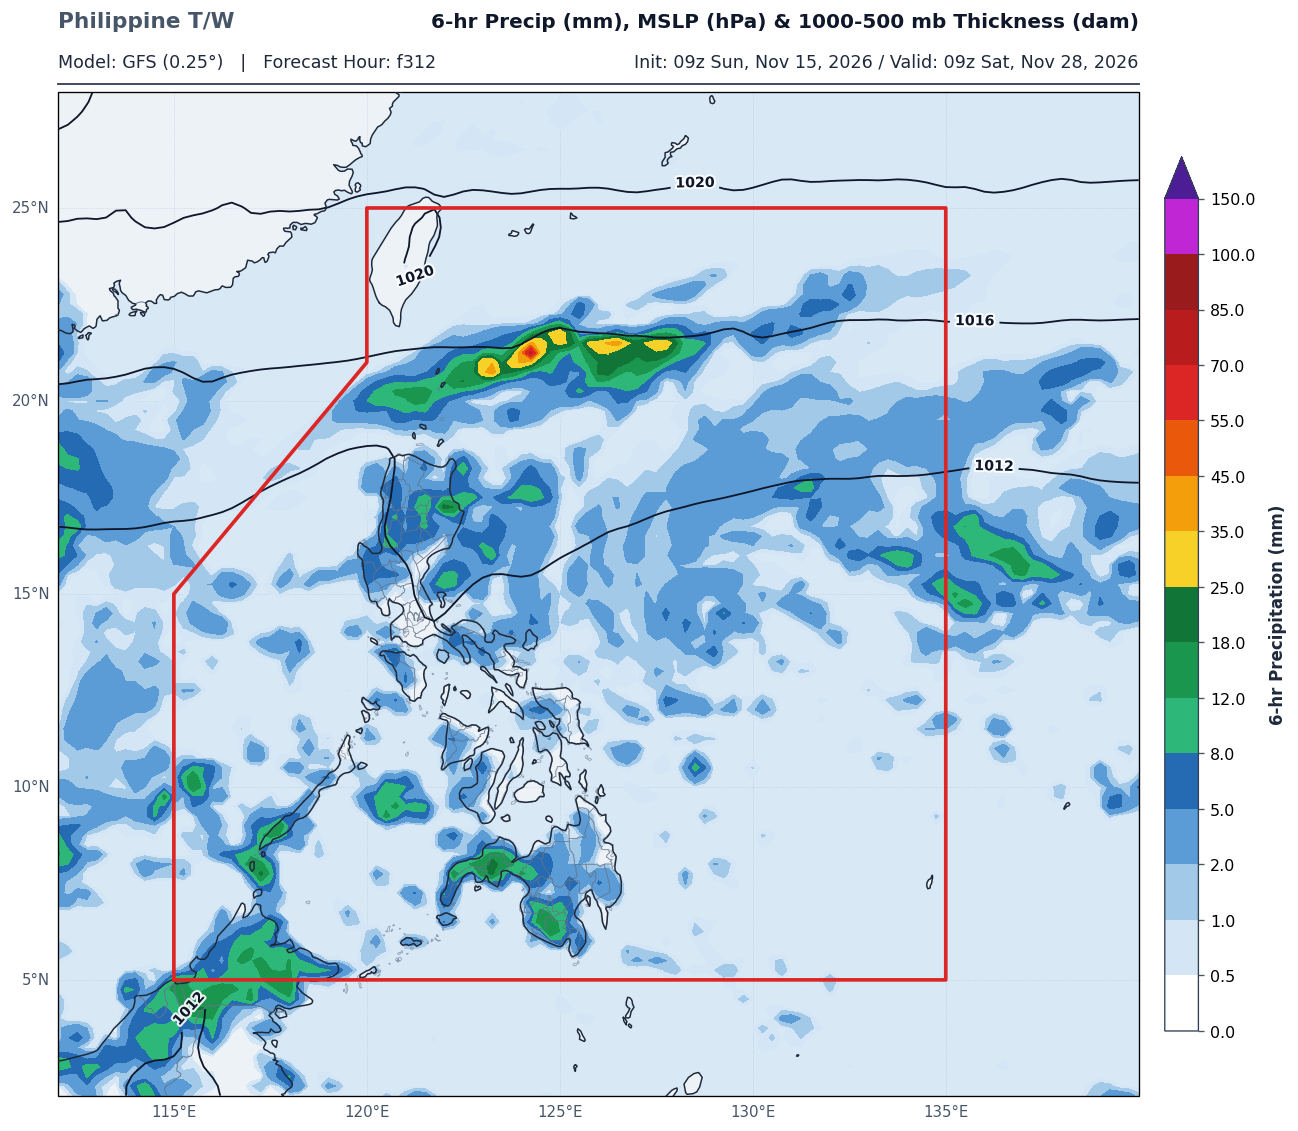 Philippine T/W
6-hr Precip (mm), MSLP (hPa) & 1000-500 mb Thickness (dam)
Model: GFS (0.25°) | Forecast Hour: f312
Init: 09z Sun, Nov 15, 2026 / Valid: 09z Sat, Nov 28, 2026
1020
25°N
1020
1016
20°N
1012
15°N
10°N
5°N
1012
115°E
120°E
125°E
130°E
135°E
150.0
100.0
85.0
70.0
55.0
45.0
35.0
25.0
18.0
12.0
8.0
5.0
2.0
1.0
0.5
0.0
6-hr Precipitation (mm)